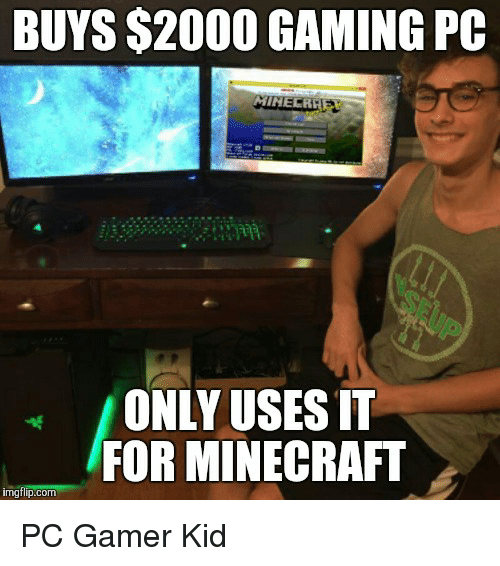 BUYS $2000 GAMING PC
MINECRAFT
ONLY USES IT
FOR MINECRAFT
imgflip.com
PC Gamer Kid